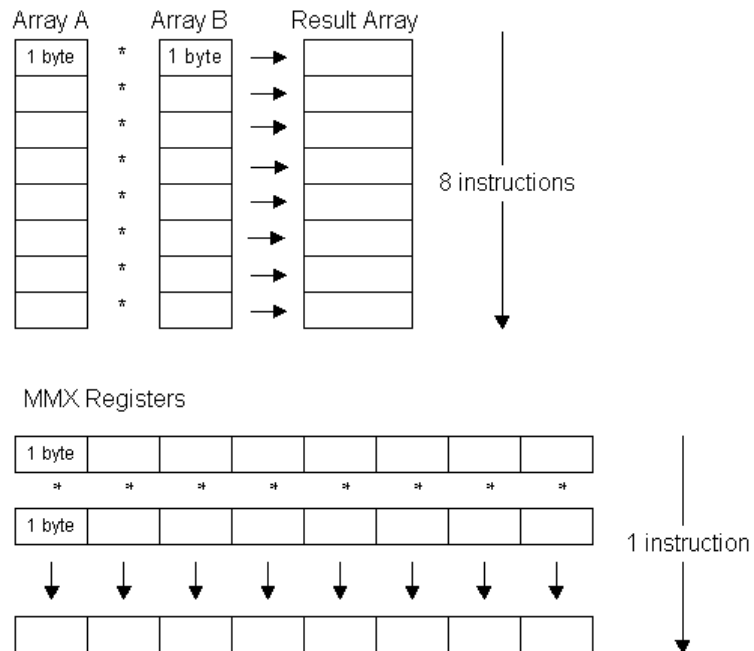 Array A Array B Result Array
1 byte * 1 byte
*
*
*
*
*
*
*
8 instructions
MMX Registers
1 byte
* * * * * * * *
1 byte
1 instruction